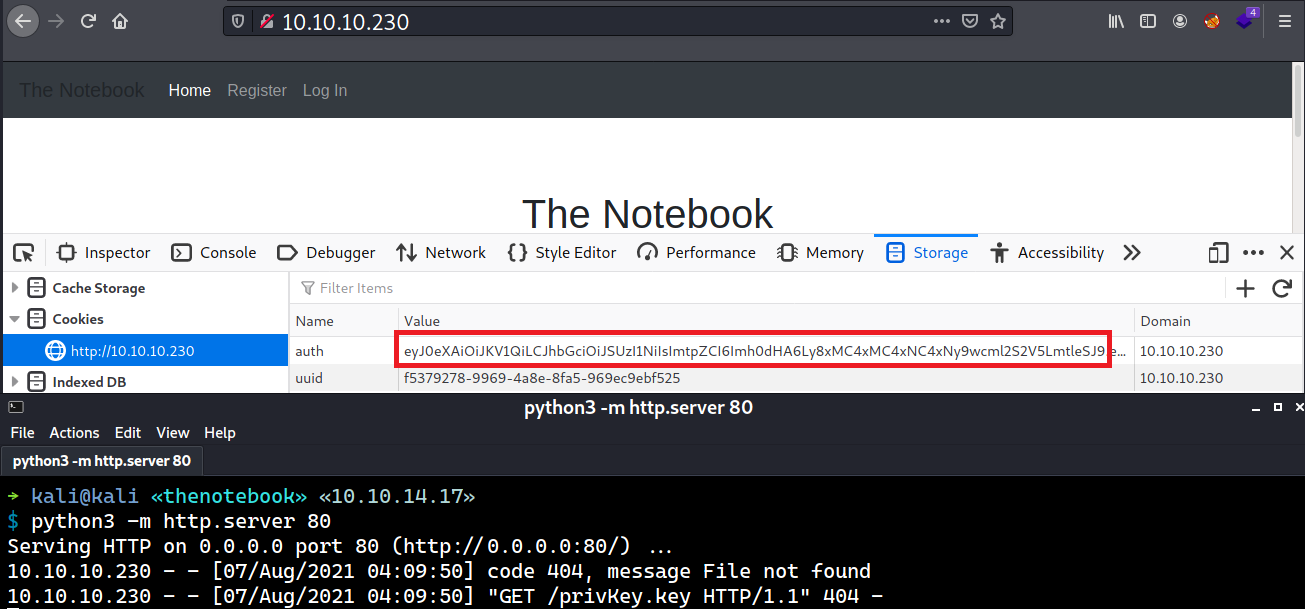 10.10.10.230
4
The Notebook Home Register Log In
The Notebook
Inspector Console Debugger Network Style Editor Performance Memory Storage Accessibility
Cache Storage
Filter Items
Cookies
Name Value Domain
http://10.10.10.230
auth eyJ0eXAiOiJKV1QiLCJhbGciOiJSUzI1NiIsImtpZCI6Imh0dHA6Ly8xMC4xMC4xNC4xNy9wcml2S2V5LmtleSJ9.e... 10.10.10.230
Indexed DB
uuid f5379278-9969-4a8e-8fa5-969ec9ebf525 10.10.10.230
python3 -m http.server 80
File Actions Edit View Help
python3 -m http.server 80
➔ kali@kali «thenotebook» «10.10.14.17»
$ python3 -m http.server 80
Serving HTTP on 0.0.0.0 port 80 (http://0.0.0.0:80/) ...
10.10.10.230 - - [07/Aug/2021 04:09:50] code 404, message File not found
10.10.10.230 - - [07/Aug/2021 04:09:50] "GET /privKey.key HTTP/1.1" 404 -